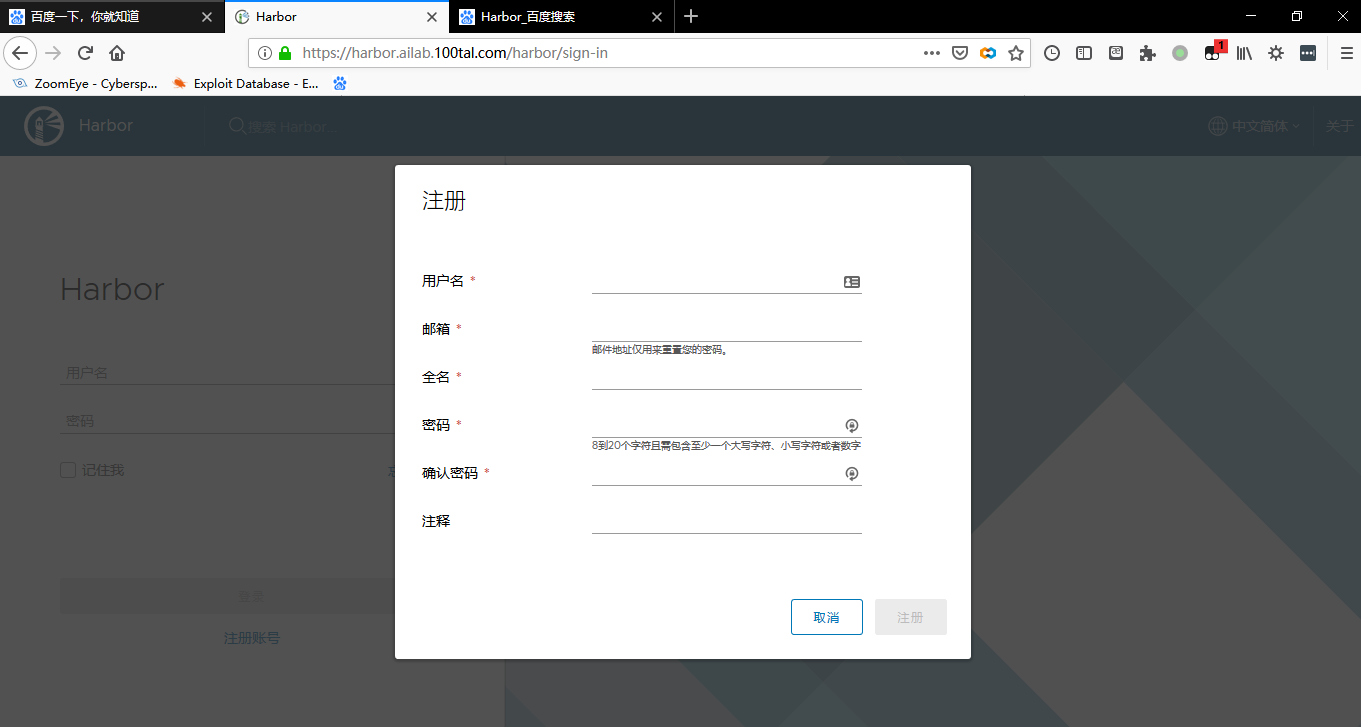 百度一下，你就知道
Harbor
Harbor_百度搜索
https://harbor.ailab.100tal.com/harbor/sign-in
1
ZoomEye - Cybersp...
Exploit Database - E...
Harbor
搜索 Harbor...
中文简体
关于
注册
Harbor
用户名
密码
记住我
登录
注册账号
用户名 *
邮箱 *
邮件地址仅用来重置您的密码。
全名 *
密码 *
8到20个字符且需包含至少一个大写字符、小写字符或者数字
确认密码 *
注释
取消
注册